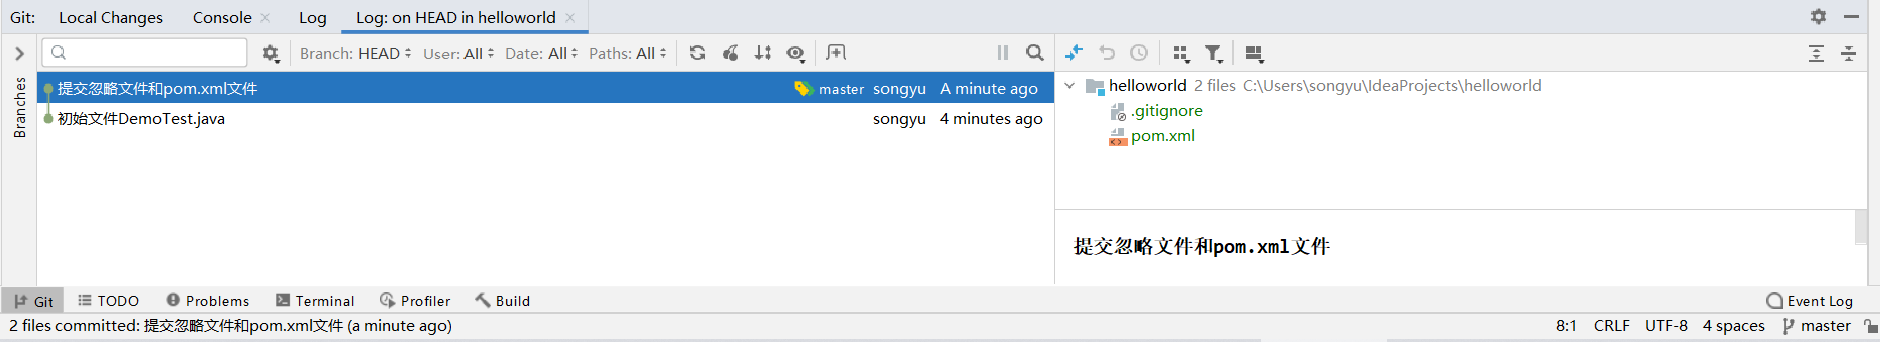 Git: Local Changes Console Log Log: on HEAD in helloworld
Branch: HEAD User: All Date: All Paths: All
Branches
提交忽略文件和pom.xml文件 master songyu A minute ago
初始文件DemoTest.java songyu 4 minutes ago
helloworld 2 files C:\Users\songyu\IdeaProjects\helloworld
.gitignore
pom.xml
提交忽略文件和pom.xml文件
Git TODO Problems Terminal Profiler Build Event Log
2 files committed: 提交忽略文件和pom.xml文件 (a minute ago) 8:1 CRLF UTF-8 4 spaces master